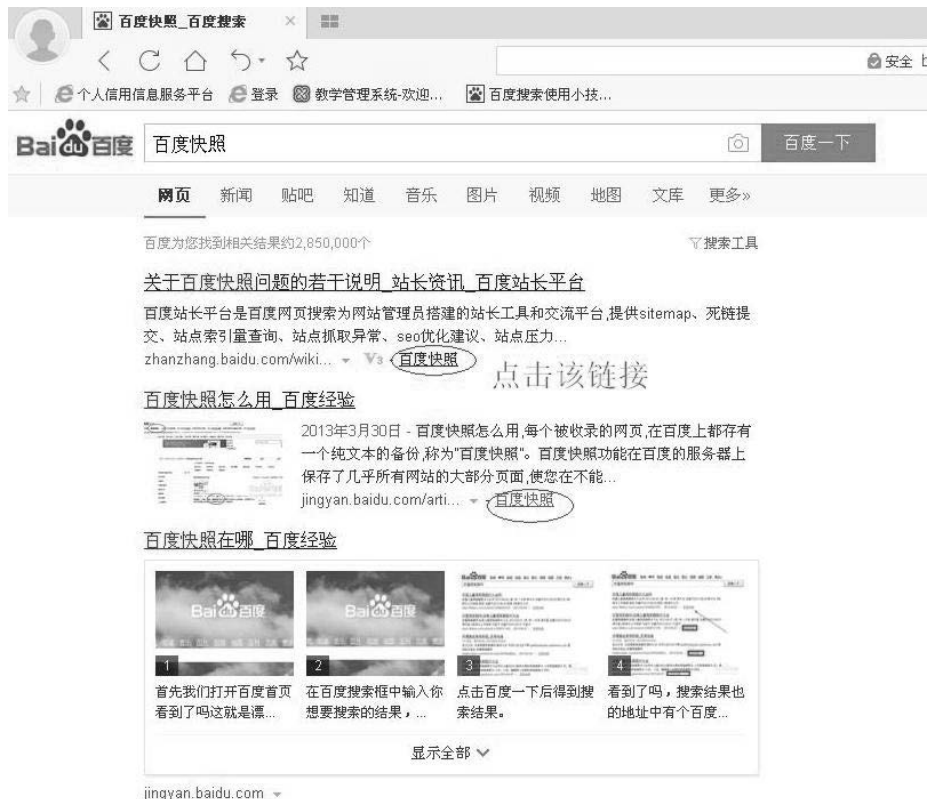 百度快照_百度搜索
安全 b
个人信用信息服务平台 登录 教学管理系统-欢迎... 百度搜索使用小技...
Bai du 百度 百度快照 百度一下
网页 新闻 贴吧 知道 音乐 图片 视频 地图 文库 更多»
百度为您找到相关结果约2,850,000个 搜索工具
关于百度快照问题的若干说明_站长资讯_百度站长平台
百度站长平台是百度网页搜索为网站管理员搭建的站长工具和交流平台,提供sitemap、死链提
交、站点索引量查询、站点抓取异常、seo优化建议、站点压力...
zhanzhang.baidu.com/wiki... V3 - 百度快照
点击该链接
百度快照怎么用_百度经验
2013年3月30日 - 百度快照怎么用,每个被收录的网页,在百度上都存有
一个纯文本的备份,称为"百度快照"。百度快照功能在百度的服务器上
保存了几乎所有网站的大部分页面,使您在不能...
jingyan.baidu.com/arti... - 百度快照
百度快照在哪_百度经验
Bai du 百度 Bai du 百度
1 2 3 4
首先我们打开百度首页 在百度搜索框中输入你 点击百度一下后得到搜 看到了吗，搜索结果也
看到了吗这就是漂... 想要搜索的结果，... 索结果。 的地址中有个百度...
显示全部
jingyan.baidu.com